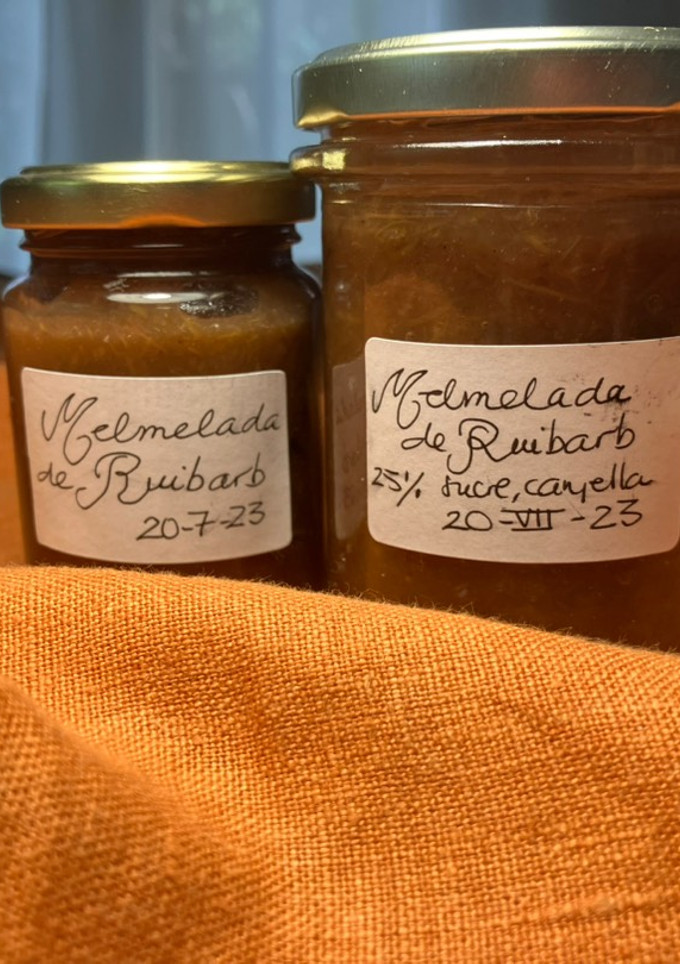 Melmelada
de Ruibarb
20-7-23
Melmelada
de Ruibarb
25% sucre, canyella
20-VII-23